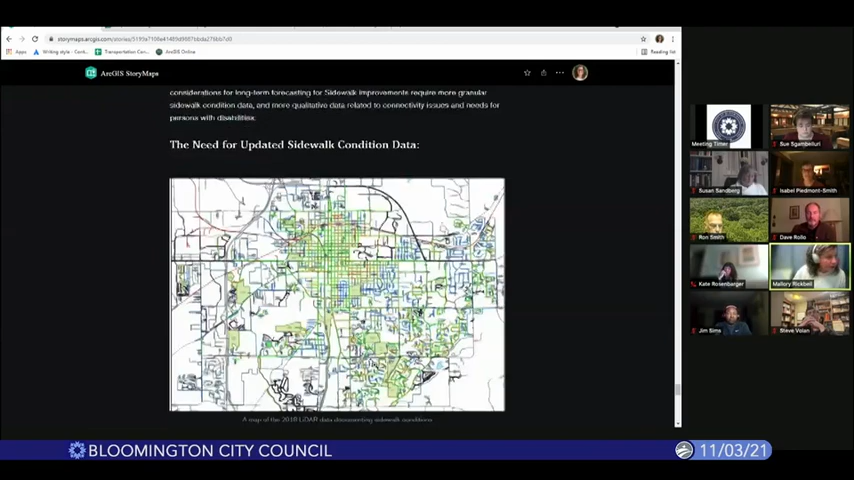 storymaps.arcgis.com/stories/
Apps
Writing style
Transportation
ArcGIS Online
Reading list
ArcGIS StoryMaps
considerations for long-term forecasting for Sidewalk improvements require more granular
sidewalk condition data, and more qualitative data related to connectivity issues and needs for
persons with disabilities.
The Need for Updated Sidewalk Condition Data:
A map of the 2018 LiDAR data documenting sidewalk conditions
Meeting Timer
Sue Sgambelluri
Susan Sandberg
Isabel Piedmont-Smith
Ron Smith
Dave Rollo
Kate Rosenbarger
Mallory Rickbeil
Jim Sims
Steve Volan
BLOOMINGTON CITY COUNCIL
11/03/21